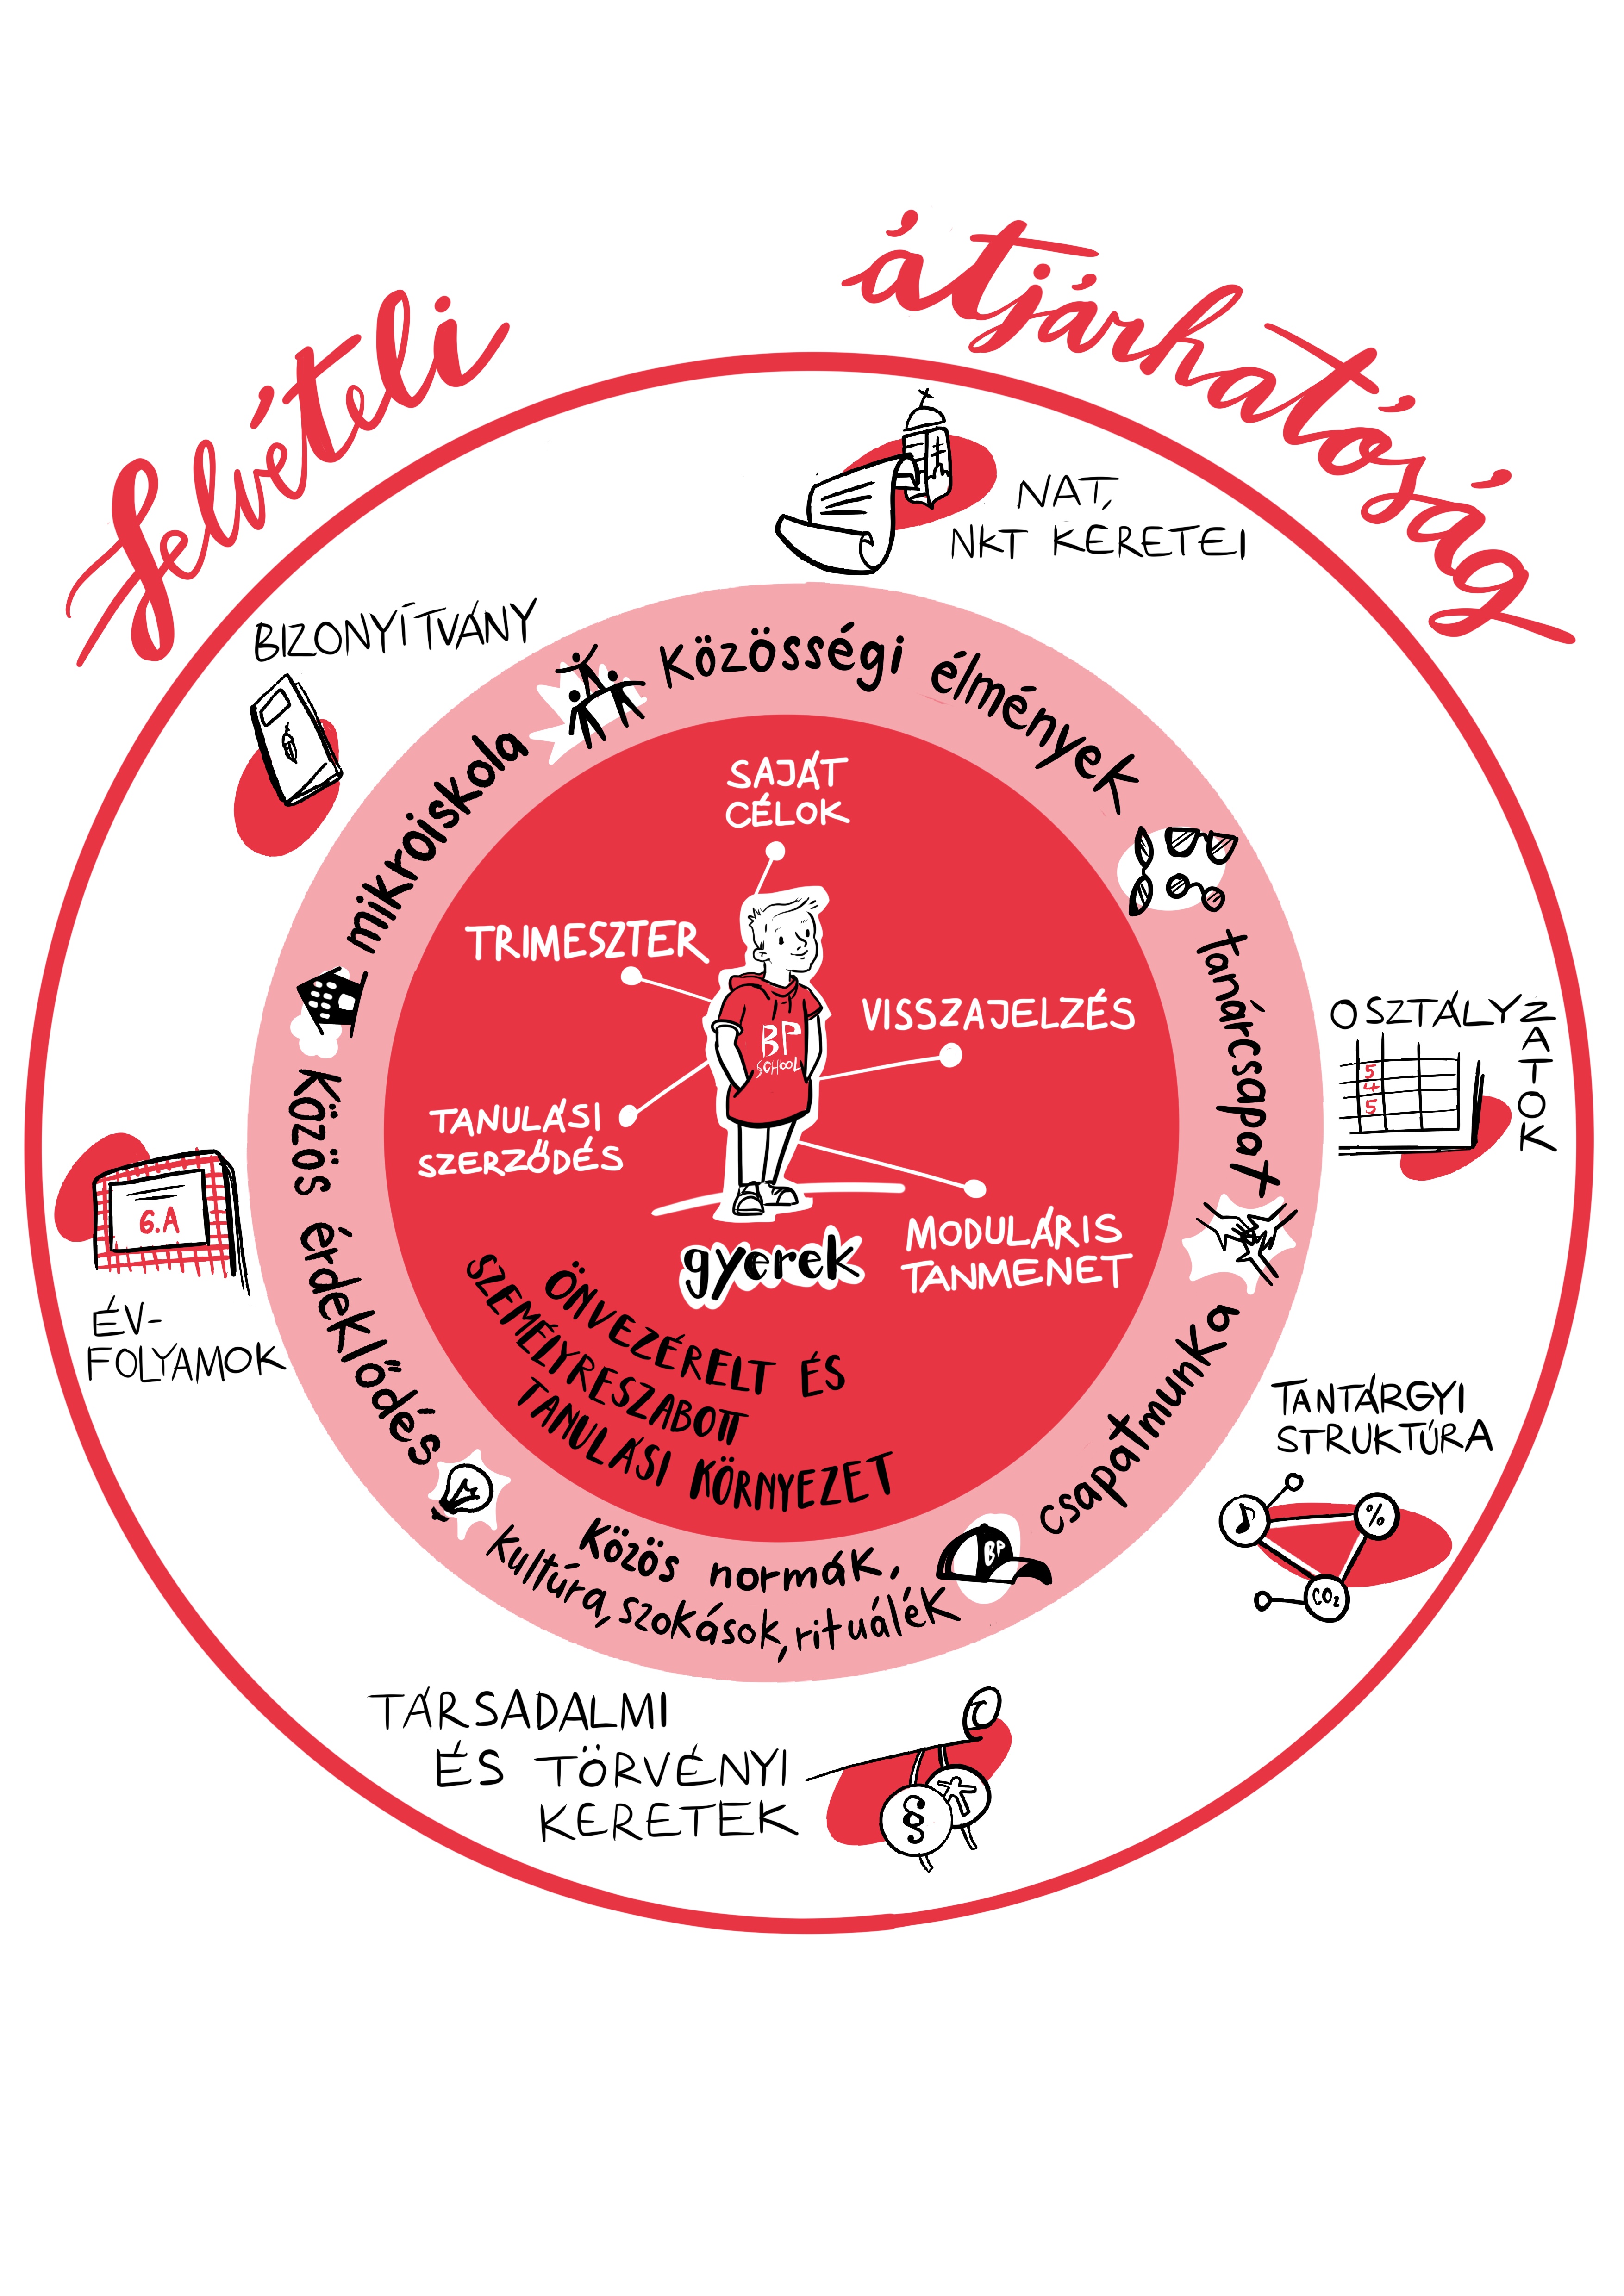 felvételi
átjárhatóság
NAT,
NKT KERETEI
BIZONYÍTVÁNY
OSZTÁLYZATOK
5
4
5
TANTÁRGYI
STRUKTÚRA
%
CO₂
TÁRSADALMI
ÉS TÖRVÉNYI
KERETEK
§
6.A
ÉV-
FOLYAMOK
mikroiskola
Közösségi élmények
tanárcsapat
csapatmunka
BP
Közös normák,
kultúra, szokások, rituálék
Közös érdeklődés
SAJÁT
CÉLOK
TRIMESZTER
VISSZAJELZÉS
BP
SCHOOL
TANULÁSI
SZERZŐDÉS
MODULÁRIS
TANMENET
gyerek
ÖNVEZÉRELT ÉS
SZEMÉLYRESZABOTT
TANULÁSI KÖRNYEZET